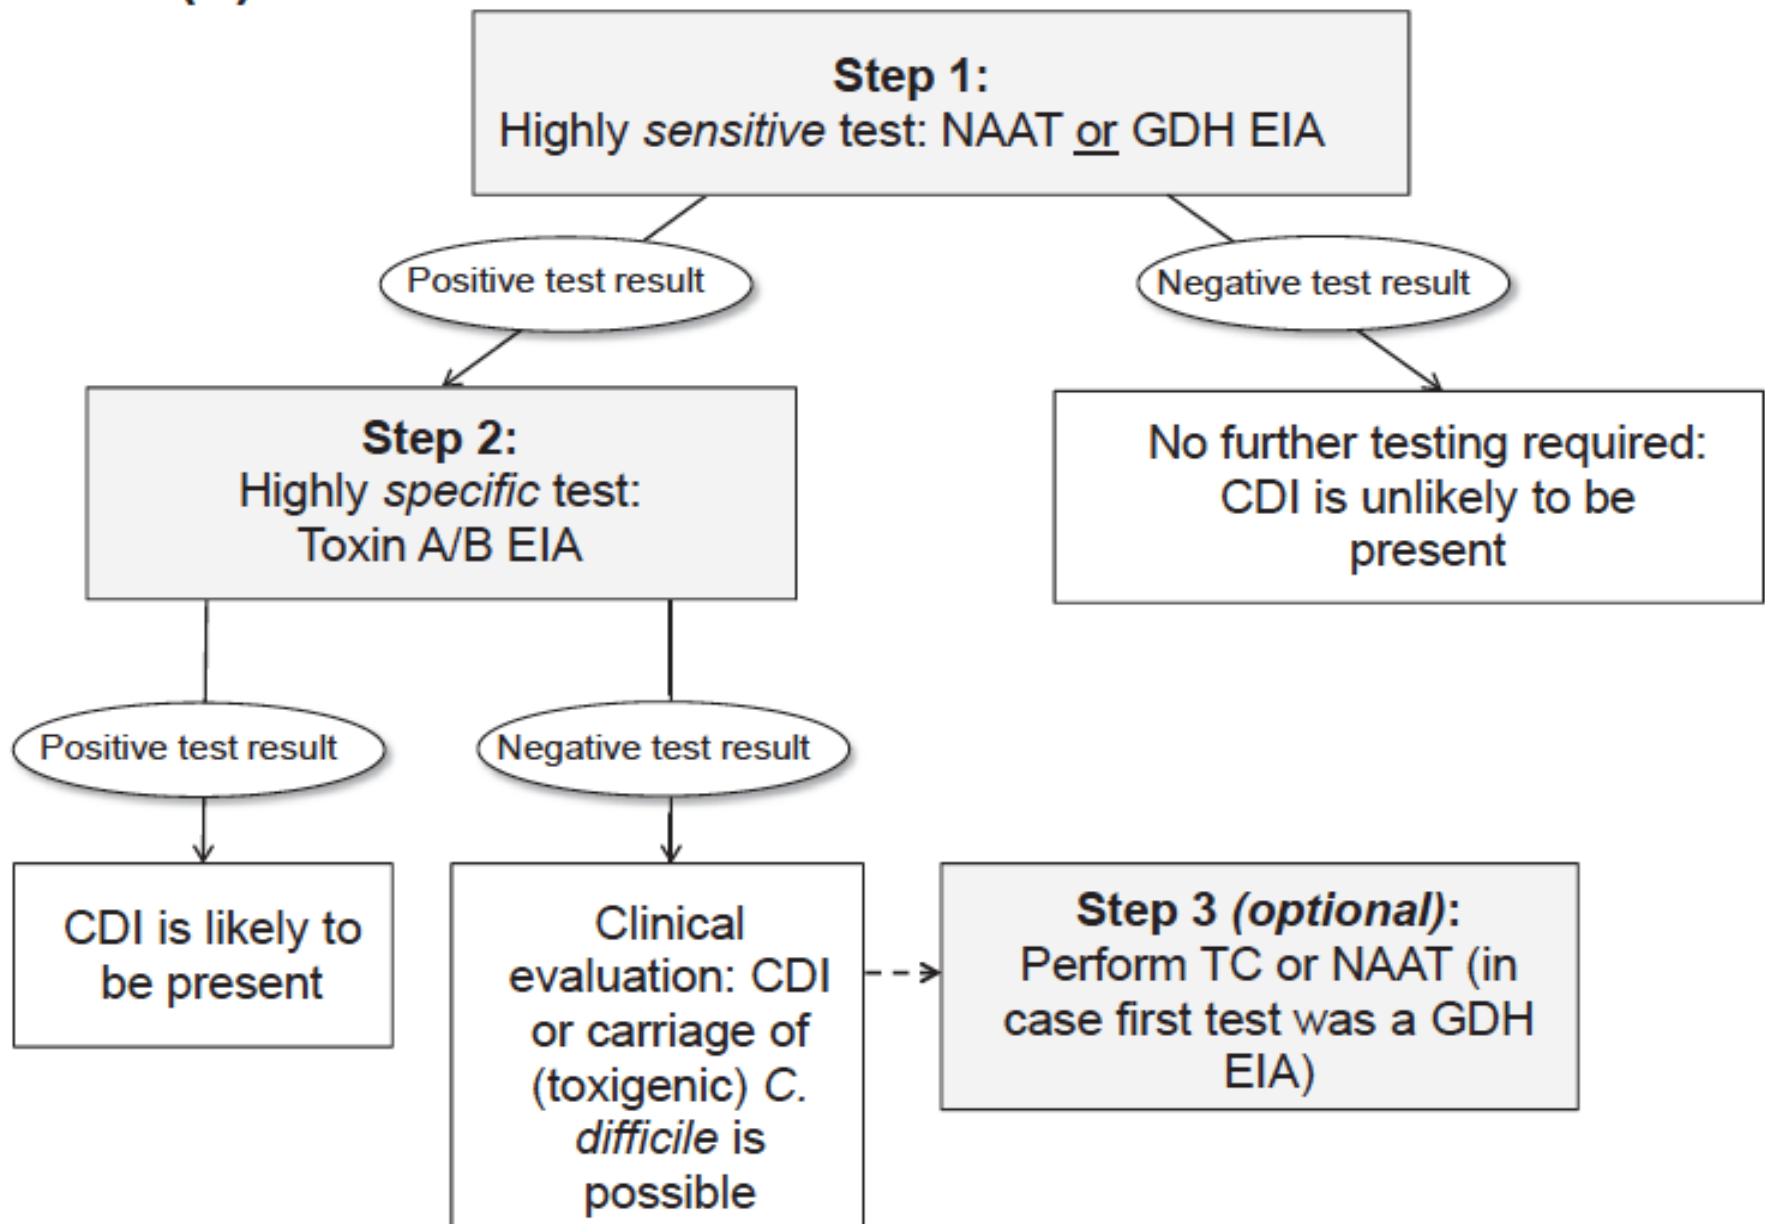 Step 1:
Highly sensitive test: NAAT or GDH EIA
Positive test result
Negative test result
Step 2:
Highly specific test:
Toxin A/B EIA
No further testing required:
CDI is unlikely to be
present
Positive test result
Negative test result
CDI is likely to
be present
Clinical
evaluation: CDI
or carriage of
(toxigenic) C.
difficile is
possible
Step 3 (optional):
Perform TC or NAAT (in
case first test was a GDH
EIA)